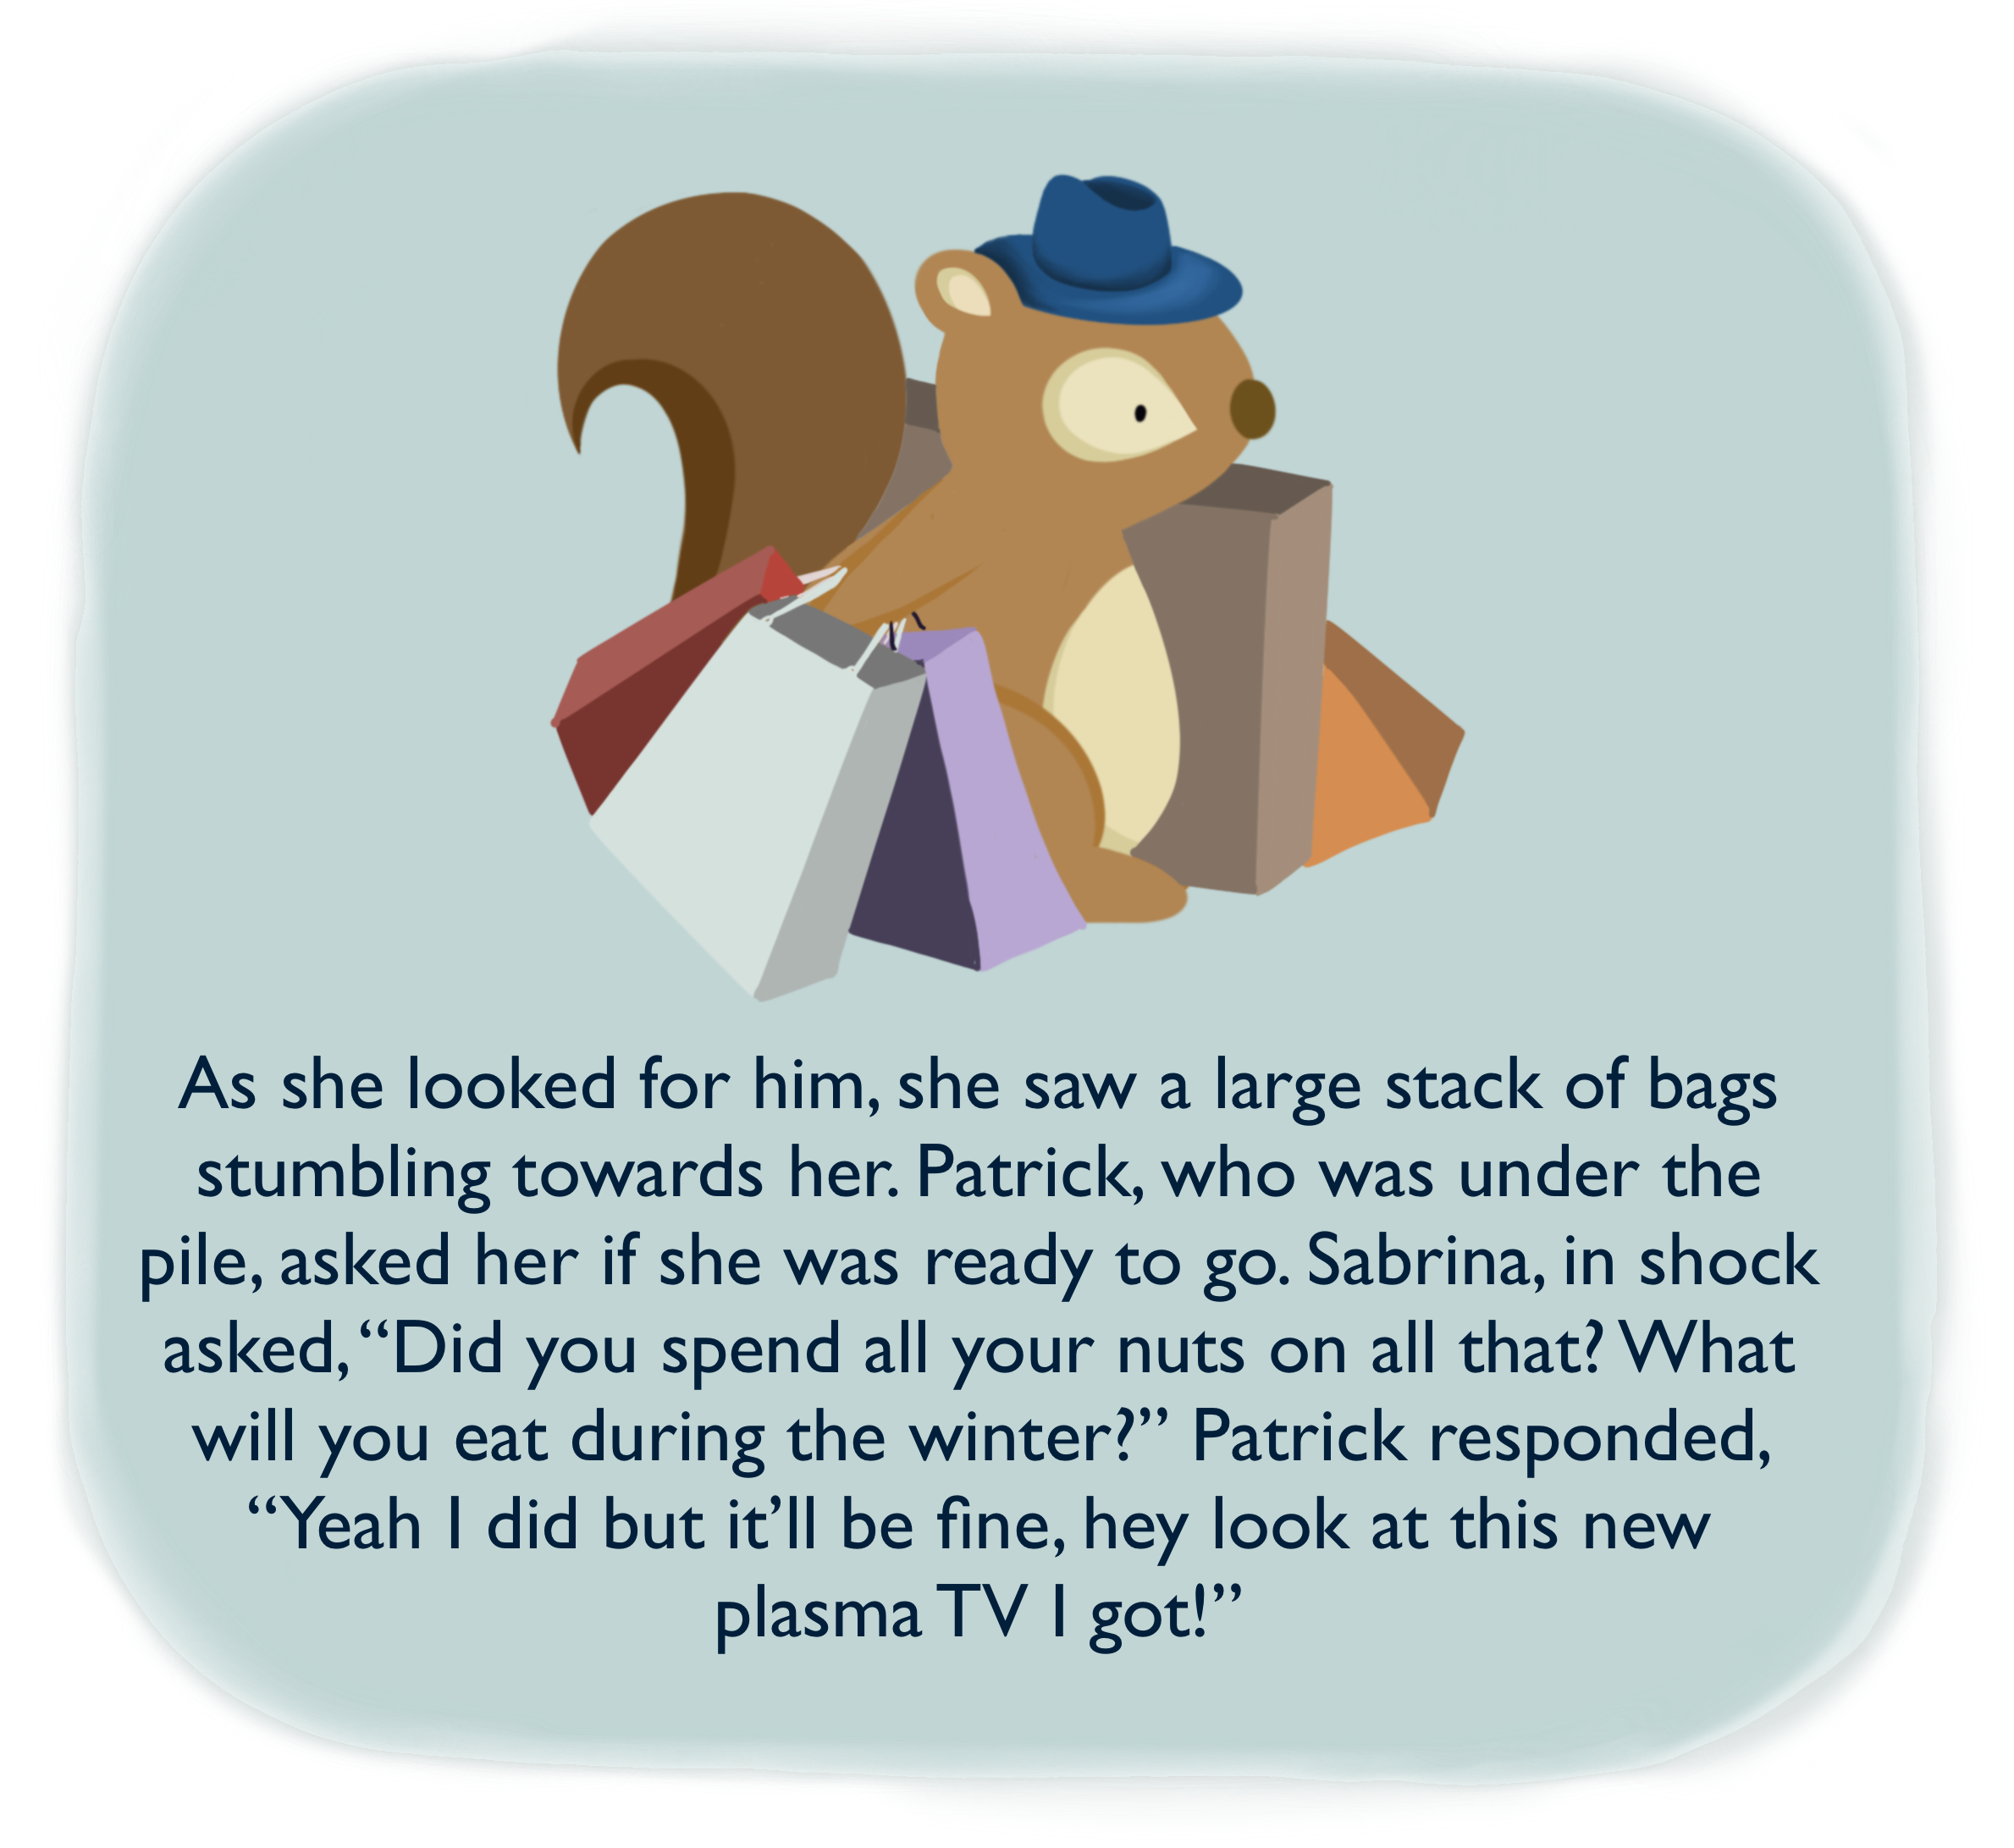 As she looked for him, she saw a large stack of bags
stumbling towards her. Patrick, who was under the
pile, asked her if she was ready to go. Sabrina, in shock
asked, “Did you spend all your nuts on all that? What
will you eat during the winter?” Patrick responded,
“Yeah I did but it’ll be fine, hey look at this new
plasma TV I got!”